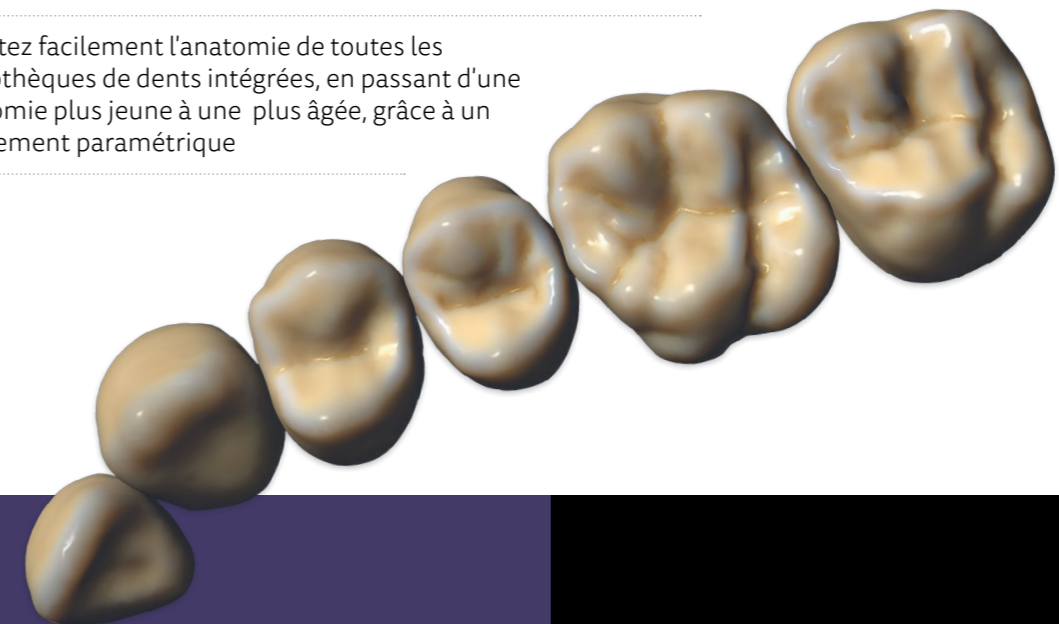 tez facilement l'anatomie de toutes les
othèques de dents intégrées, en passant d'une
omie plus jeune à une  plus âgée, grâce à un
ement paramétrique